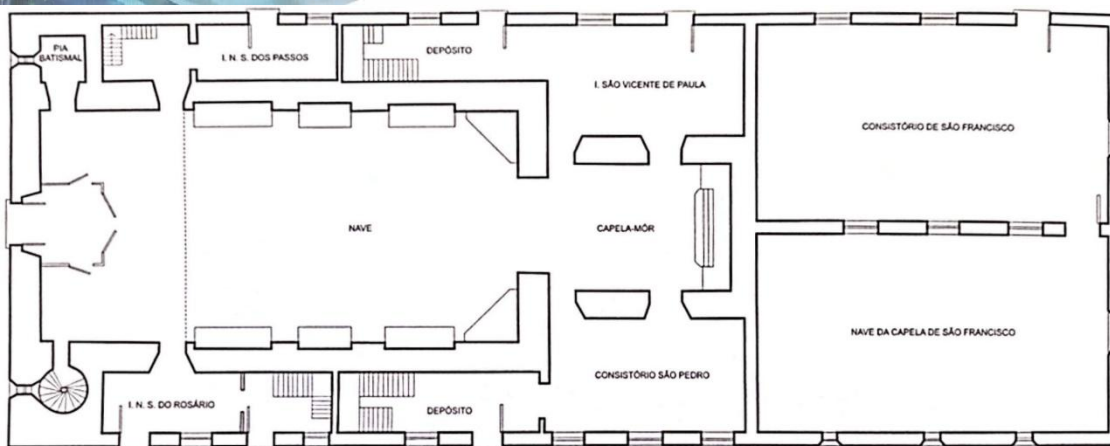 PIA
BATISMAL
I. N. S. DOS PASSOS
DEPÓSITO
I. SÃO VICENTE DE PAULA
CONSISTÓRIO DE SÃO FRANCISCO
NAVE
CAPELA-MÓR
NAVE DA CAPELA DE SÃO FRANCISCO
I. N. S. DO ROSÁRIO
DEPÓSITO
CONSISTÓRIO SÃO PEDRO